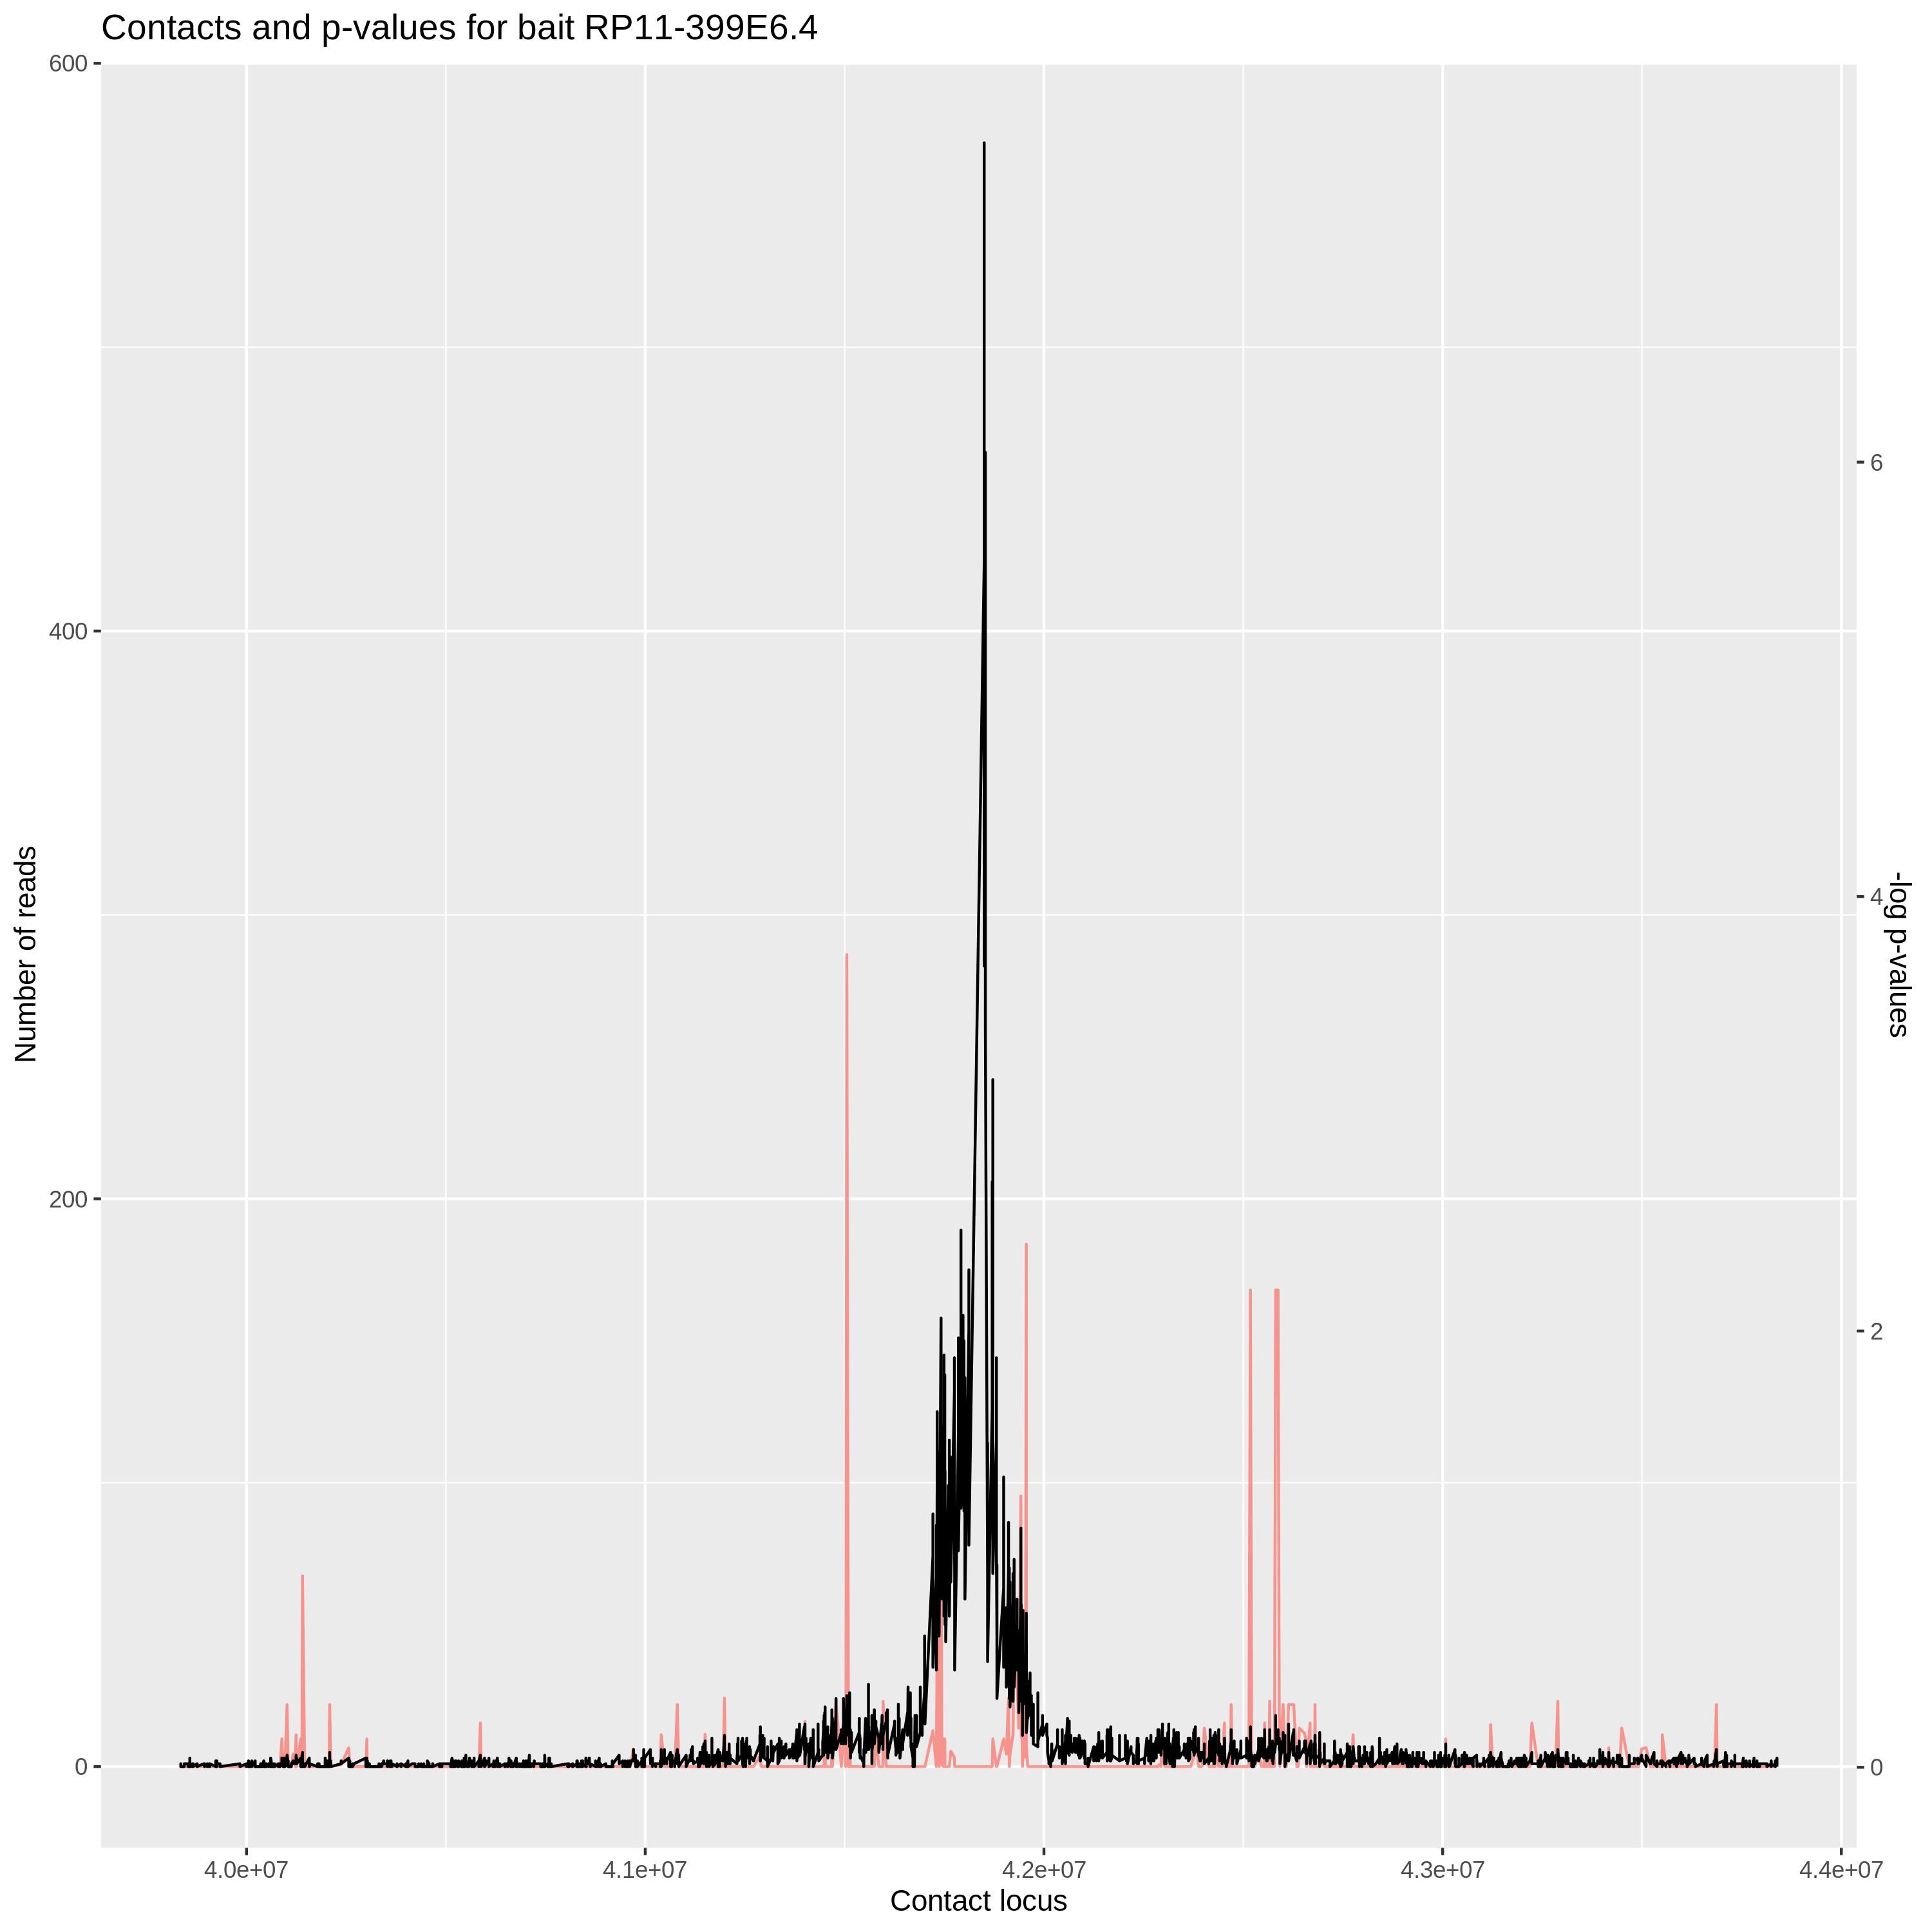 Contacts and p-values for bait RP11-399E6.4
600
400
200
0
Number of reads
6
4
2
0
-log p-values
4.0e+07 4.1e+07 4.2e+07 4.3e+07 4.4e+07
Contact locus